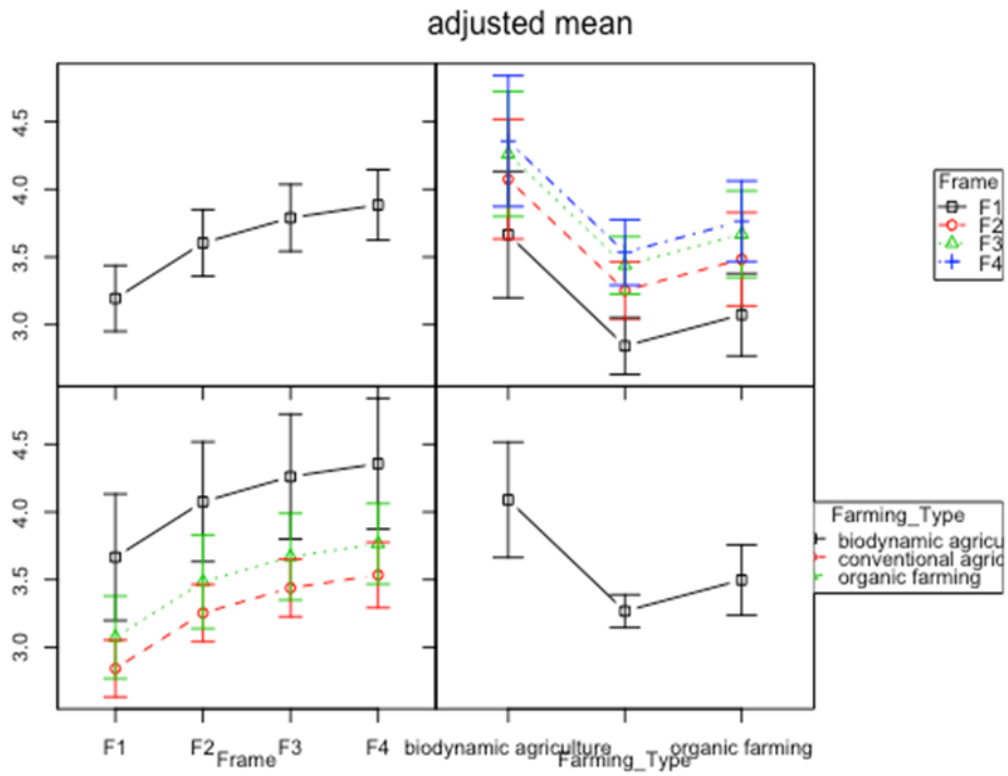 adjusted mean
4.5
4.0
3.5
3.0
Frame
F1
F2
F3
F4
4.5
4.0
3.5
3.0
Farming_Type
biodynamic agricu
conventional agric
organic farming
F1 F2 F3 F4 biodynamic agriculture organic farming
Frame Farming_Type